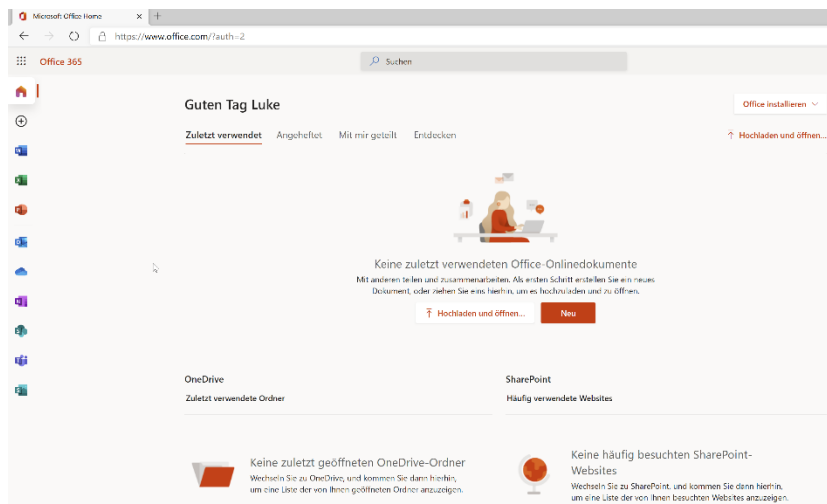 Microsoft Office Home
https://www.office.com/?auth=2
Office 365
Suchen
Guten Tag Luke
Office installieren
Zuletzt verwendet Angeheftet Mit mir geteilt Entdecken
Hochladen und öffnen...
Keine zuletzt verwendeten Office-Onlinedokumente
Mit anderen teilen und zusammenarbeiten. Als ersten Schritt erstellen Sie ein neues
Dokument, oder ziehen Sie eins hierhin, um es hochzuladen und zu öffnen.
Hochladen und öffnen... Neu
OneDrive
Zuletzt verwendete Ordner
SharePoint
Häufig verwendete Websites
Keine zuletzt geöffneten OneDrive-Ordner
Wechseln Sie zu OneDrive, und kommen Sie dann hierhin,
um eine Liste der von Ihnen geöffneten Ordner anzuzeigen.
Keine häufig besuchten SharePoint-
Websites
Wechseln Sie zu SharePoint, und kommen Sie dann hierhin,
um eine Liste der von Ihnen besuchten Websites anzuzeigen.